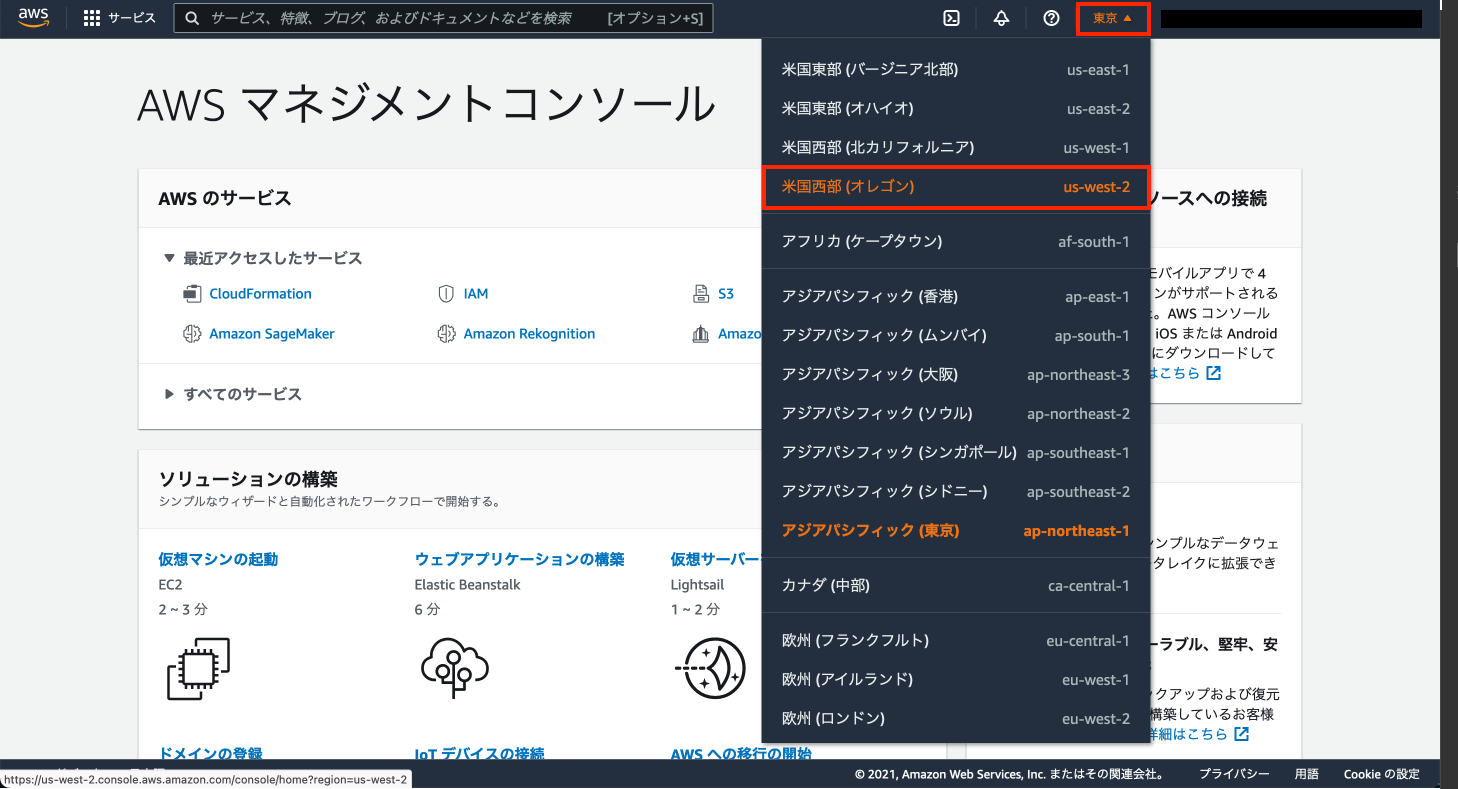 aws サービス サービス、特徴、ブログ、およびドキュメントなどを検索 [オプション+S] 東京 ▲
AWS マネジメントコンソール
AWS のサービス
▼ 最近アクセスしたサービス
CloudFormation IAM S3
Amazon SageMaker Amazon Rekognition Amazo
▶ すべてのサービス
ソリューションの構築
シンプルなウィザードと自動化されたワークフローで開始する。
仮想マシンの起動
EC2
2 ~ 3 分
ウェブアプリケーションの構築
Elastic Beanstalk
6 分
仮想サーバー
Lightsail
1 ~ 2 分
ドメインの登録 IoT デバイスの接続 AWS への移行の開始
米国東部 (バージニア北部) us-east-1
米国東部 (オハイオ) us-east-2
米国西部 (北カリフォルニア) us-west-1
米国西部 (オレゴン) us-west-2
アフリカ (ケープタウン) af-south-1
アジアパシフィック (香港) ap-east-1
アジアパシフィック (ムンバイ) ap-south-1
アジアパシフィック (大阪) ap-northeast-3
アジアパシフィック (ソウル) ap-northeast-2
アジアパシフィック (シンガポール) ap-southeast-1
アジアパシフィック (シドニー) ap-southeast-2
アジアパシフィック (東京) ap-northeast-1
カナダ (中部) ca-central-1
欧州 (フランクフルト) eu-central-1
欧州 (アイルランド) eu-west-1
欧州 (ロンドン) eu-west-2
ソースへの接続
モバイルアプリで 4
ンがサポートされる
。AWS コンソール
iOS または Android
にダウンロードして
はこちら
ンプルなデータウェ
タレイクに拡張でき
ーラブル、堅牢、安
ックアップおよび復元
構築しているお客様
詳細はこちら
https://us-west-2.console.aws.amazon.com/console/home?region=us-west-2
© 2021, Amazon Web Services, Inc. またはその関連会社。 プライバシー 用語 Cookie の設定